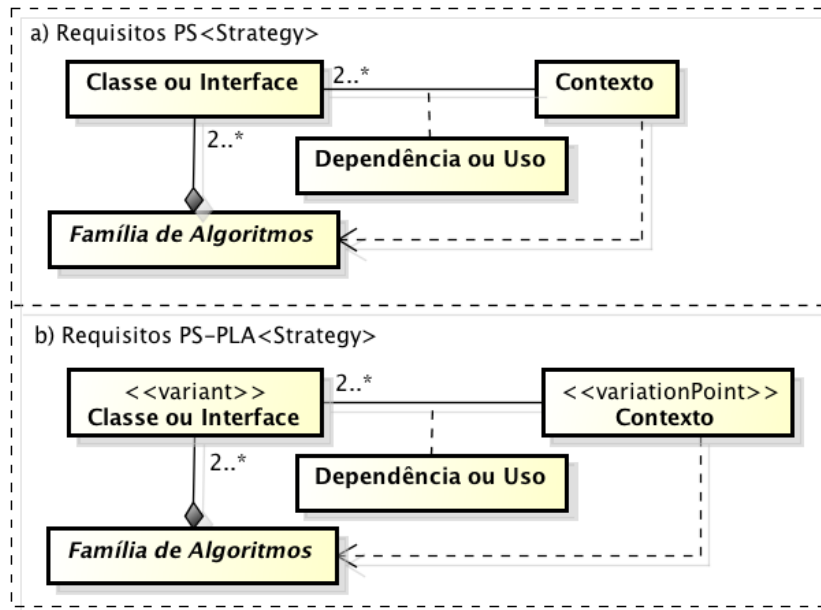 a) Requisitos PS<Strategy>
Classe ou Interface
2..*
Contexto
2..*
Dependência ou Uso
Família de Algoritmos
b) Requisitos PS-PLA<Strategy>
<<variant>>
Classe ou Interface
2..*
<<variationPoint>>
Contexto
2..*
Dependência ou Uso
Família de Algoritmos